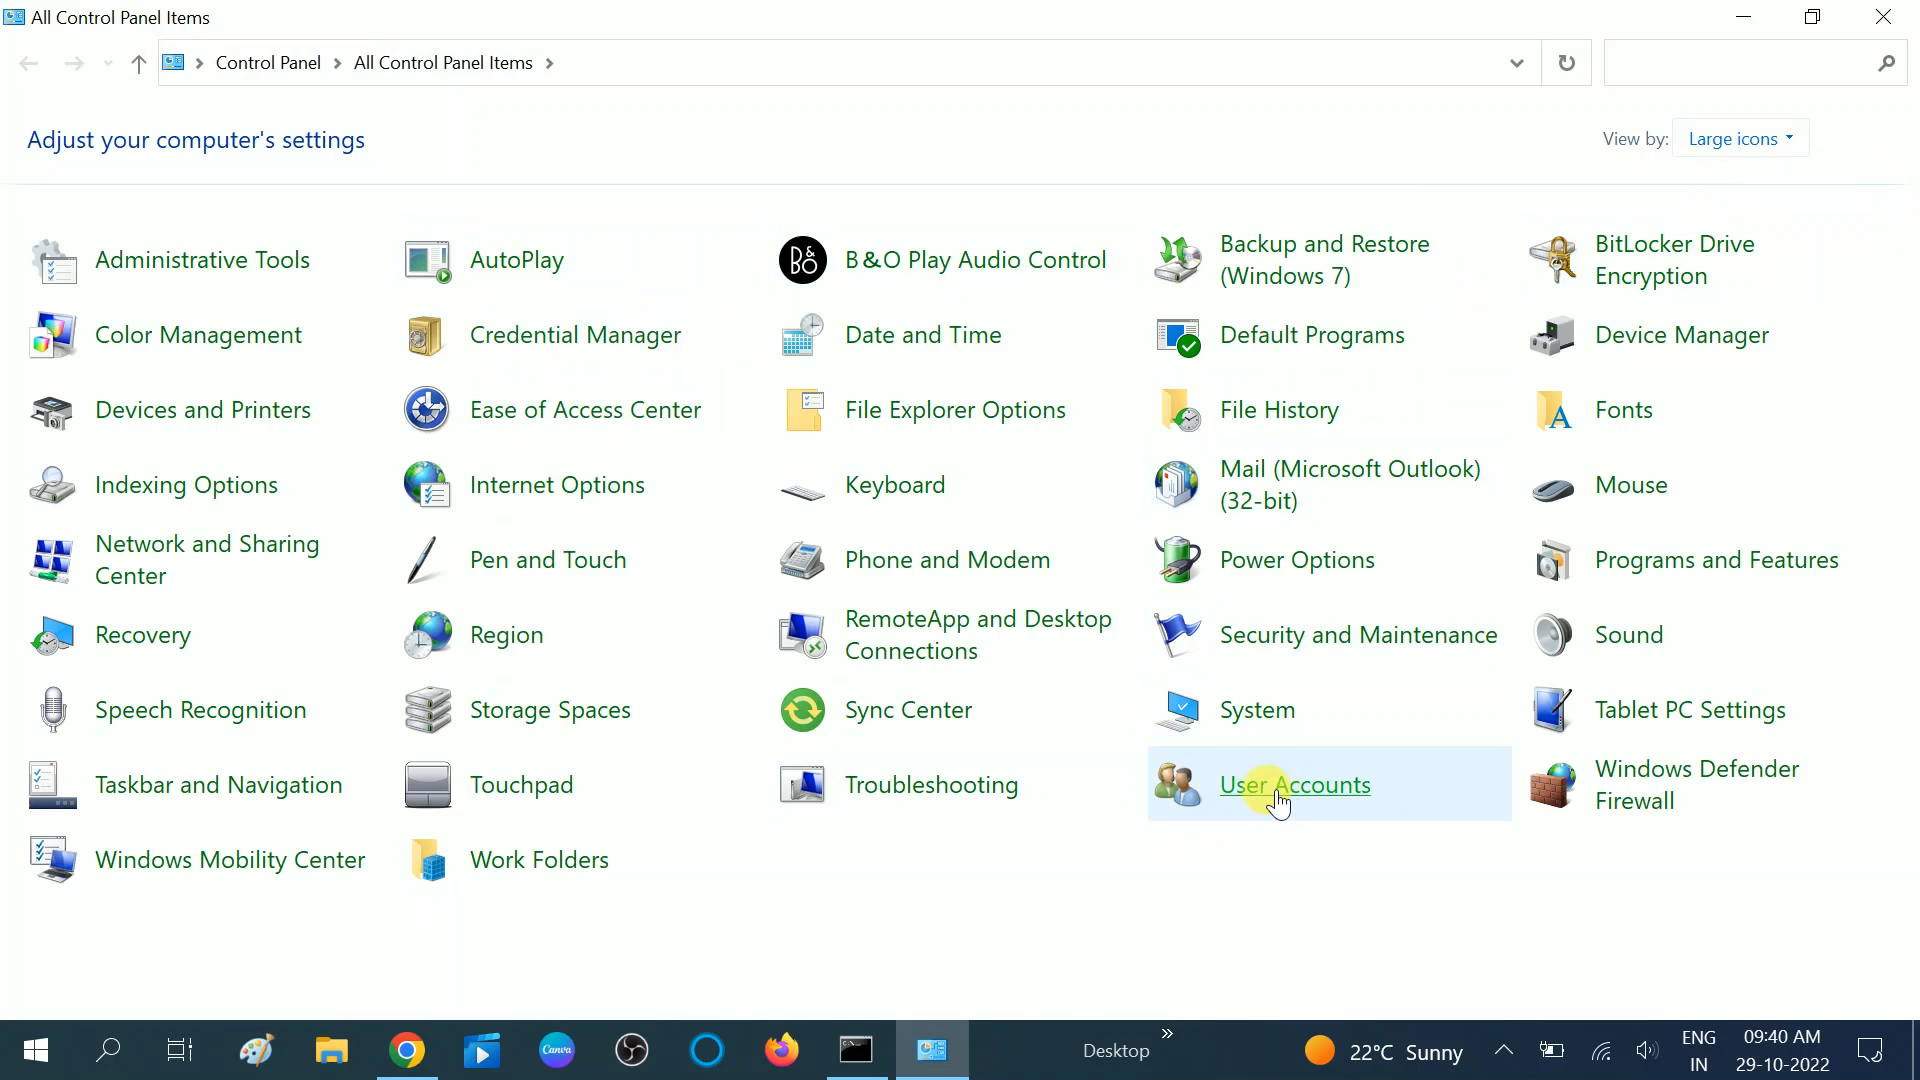 All Control Panel Items
Control Panel
All Control Panel Items
Adjust your computer's settings
View by: Large icons
Administrative Tools
AutoPlay
B&O
B&O Play Audio Control
Backup and Restore
(Windows 7)
BitLocker Drive
Encryption
Color Management
Credential Manager
Date and Time
Default Programs
Device Manager
Devices and Printers
Ease of Access Center
File Explorer Options
File History
A
Fonts
Indexing Options
Internet Options
Keyboard
Mail (Microsoft Outlook)
(32-bit)
Mouse
Network and Sharing
Center
Pen and Touch
Phone and Modem
Power Options
Programs and Features
Recovery
Region
RemoteApp and Desktop
Connections
Security and Maintenance
Sound
Speech Recognition
Storage Spaces
Sync Center
System
Tablet PC Settings
Taskbar and Navigation
Touchpad
Troubleshooting
User Accounts
Windows Defender
Firewall
Windows Mobility Center
Work Folders
Canva
Desktop
22°C Sunny
ENG
IN
09:40 AM
29-10-2022